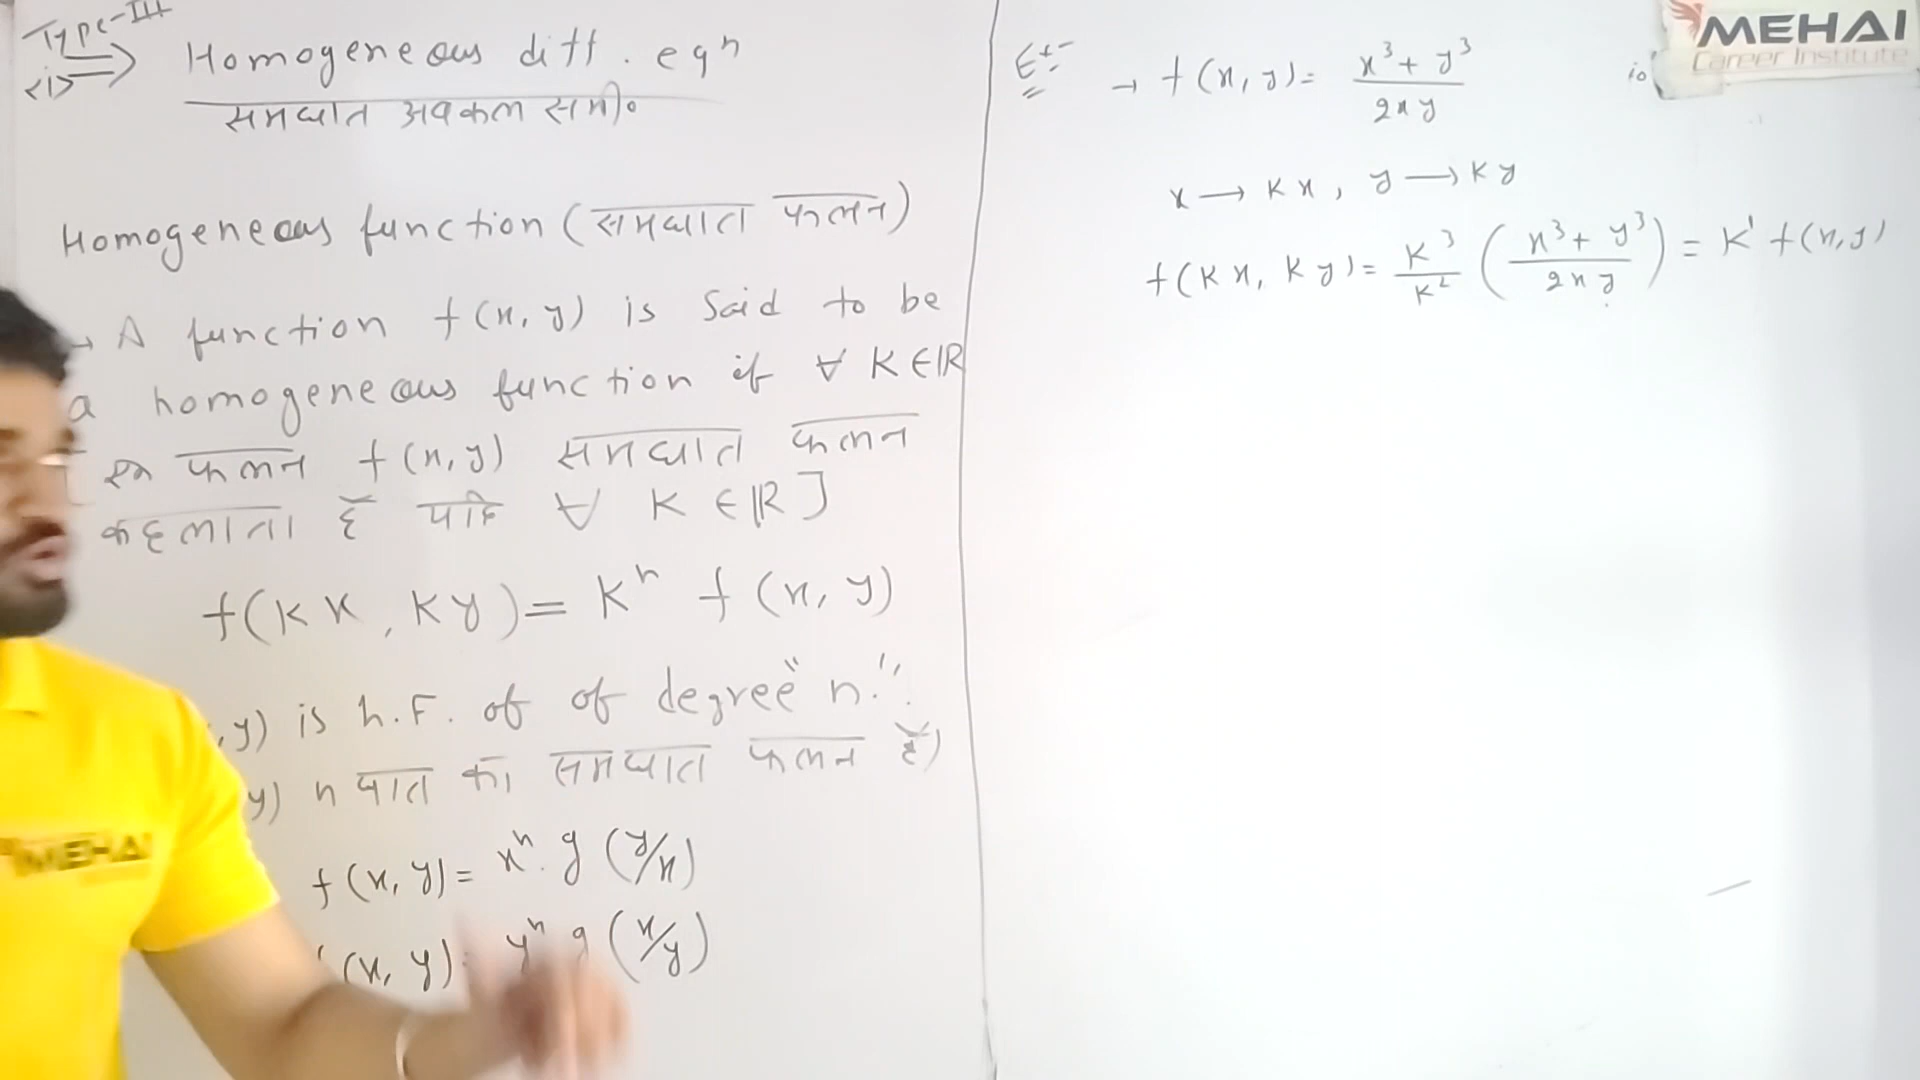 Type-III
<i> Homogeneous diff. eqⁿ
समघात अवकल समी०
Homogeneous function (समघात फलन)
→ A function f(x, y) is said to be
a homogeneous function if ∀ K ∈ ℝ
फलन f(x, y) समघात फलन
कहलाता है यदि ∀ K ∈ ℝ ]
f(Kx, Ky) = Kⁿ f(x, y)
, y) is h.F. of of degree "n."
y) n घात का समघात फलन है)
f(x, y) = xⁿ. g (y/x)
(x, y) = yⁿ g (x/y)
Ex:-
→ f(x, y) = x³ + y³ / 2xy is
x → Kx, y → Ky
f(Kx, Ky) = K³/K² (x³ + y³ / 2xy) = K¹ f(x, y)
MEHAI
Career Institute
MEHAI